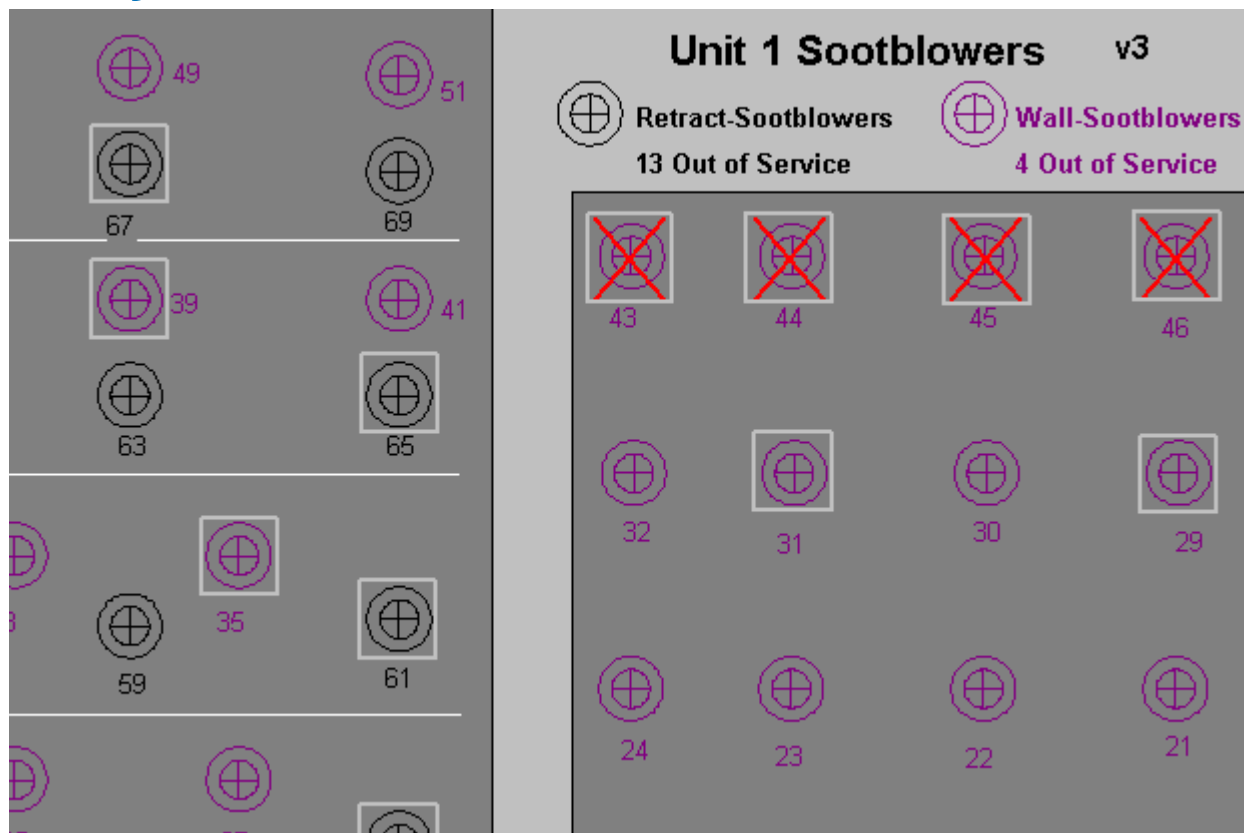 Unit 1 Sootblowers v3
Retract-Sootblowers Wall-Sootblowers
13 Out of Service 4 Out of Service
49
51
67
69
39
41
63
65
35
59
61
43 44 45 46
32 31 30 29
24 23 22 21